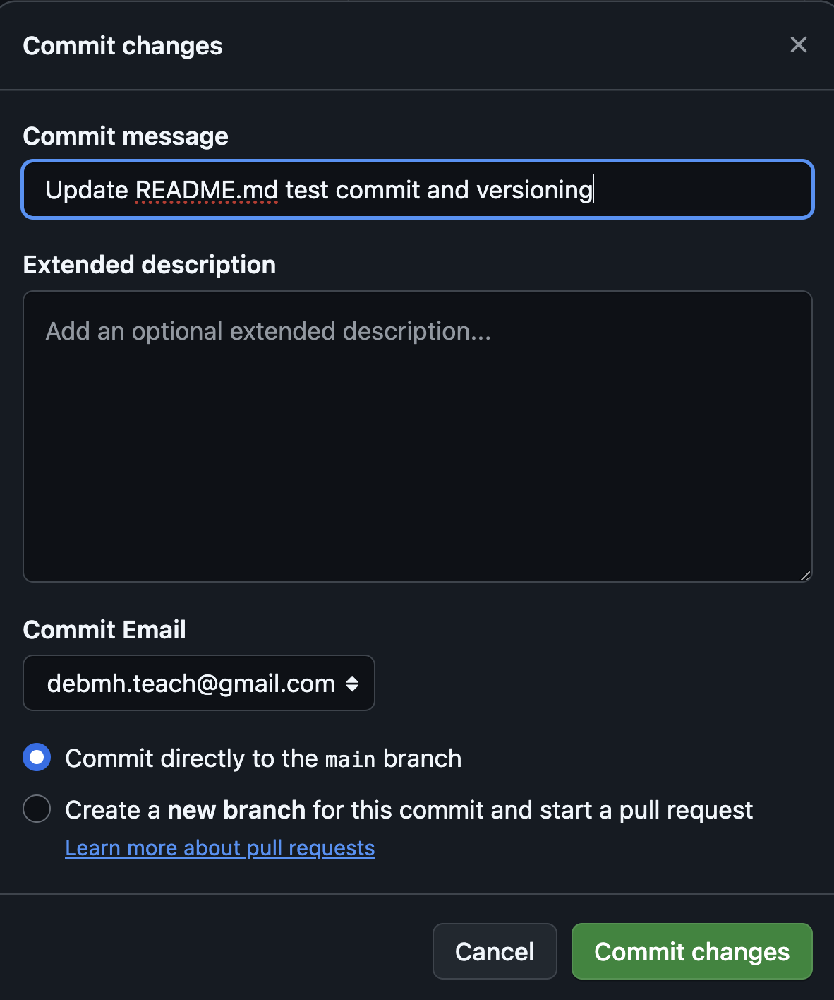 Commit changes
Commit message
Update README.md test commit and versioning
Extended description
Add an optional extended description...
Commit Email
debmh.teach@gmail.com
Commit directly to the main branch
Create a new branch for this commit and start a pull request
Learn more about pull requests
Cancel
Commit changes